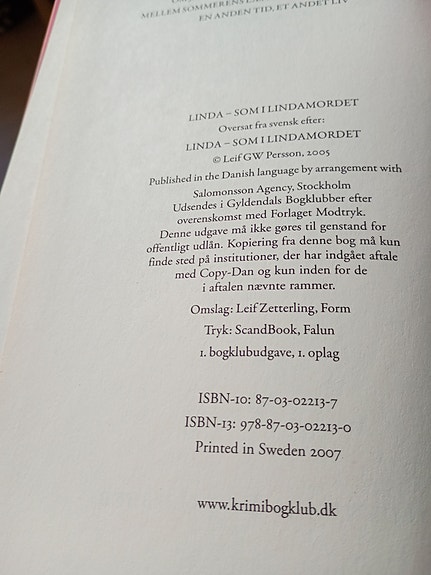 MELLEM SOMMERENS
EN ANDEN TID, ET ANDET LIV
LINDA – SOM I LINDAMORDET
Oversat fra svensk efter:
LINDA – SOM I LINDAMORDET
© Leif GW Persson, 2005
Published in the Danish language by arrangement with
Salomonsson Agency, Stockholm
Udsendes i Gyldendals Bogklubber efter
overenskomst med Forlaget Modtryk.
Denne udgave må ikke gøres til genstand for
offentligt udlån. Kopiering fra denne bog må kun
finde sted på institutioner, der har indgået aftale
med Copy-Dan og kun inden for de
i aftalen nævnte rammer.
Omslag: Leif Zetterling, Form
Tryk: ScandBook, Falun
1. bogklubudgave, 1. oplag
ISBN-10: 87-03-02213-7
ISBN-13: 978-87-03-02213-0
Printed in Sweden 2007
www.krimibogklub.dk